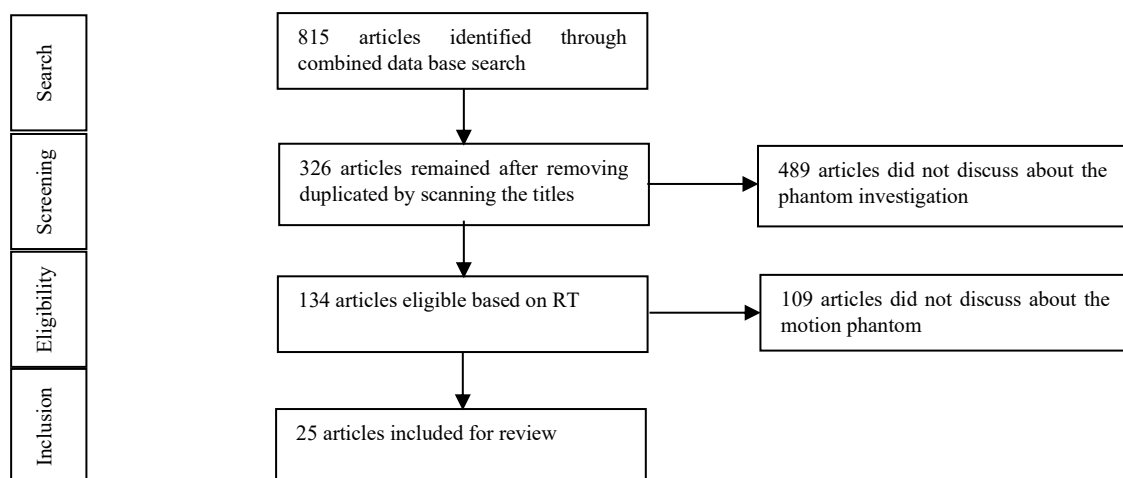 Search
815 articles identified through
combined data base search
Screening
326 articles remained after removing
duplicated by scanning the titles
489 articles did not discuss about the
phantom investigation
Eligibility
134 articles eligible based on RT
109 articles did not discuss about the
motion phantom
Inclusion
25 articles included for review